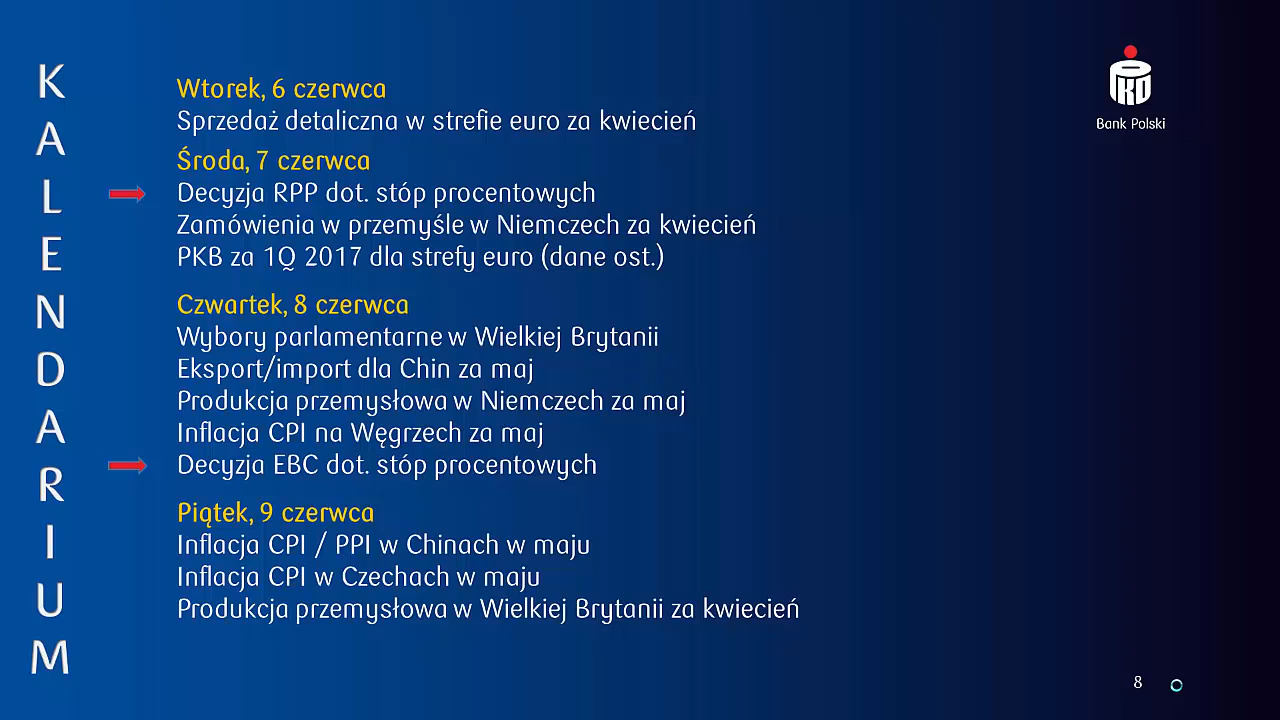 KALENDARIUM
Wtorek, 6 czerwca
Sprzedaż detaliczna w strefie euro za kwiecień
Środa, 7 czerwca
Decyzja RPP dot. stóp procentowych
Zamówienia w przemyśle w Niemczech za kwiecień
PKB za 1Q 2017 dla strefy euro (dane ost.)
Czwartek, 8 czerwca
Wybory parlamentarne w Wielkiej Brytanii
Eksport/import dla Chin za maj
Produkcja przemysłowa w Niemczech za maj
Inflacja CPI na Węgrzech za maj
Decyzja EBC dot. stóp procentowych
Piątek, 9 czerwca
Inflacja CPI / PPI w Chinach w maju
Inflacja CPI w Czechach w maju
Produkcja przemysłowa w Wielkiej Brytanii za kwiecień
PKO
Bank Polski
8